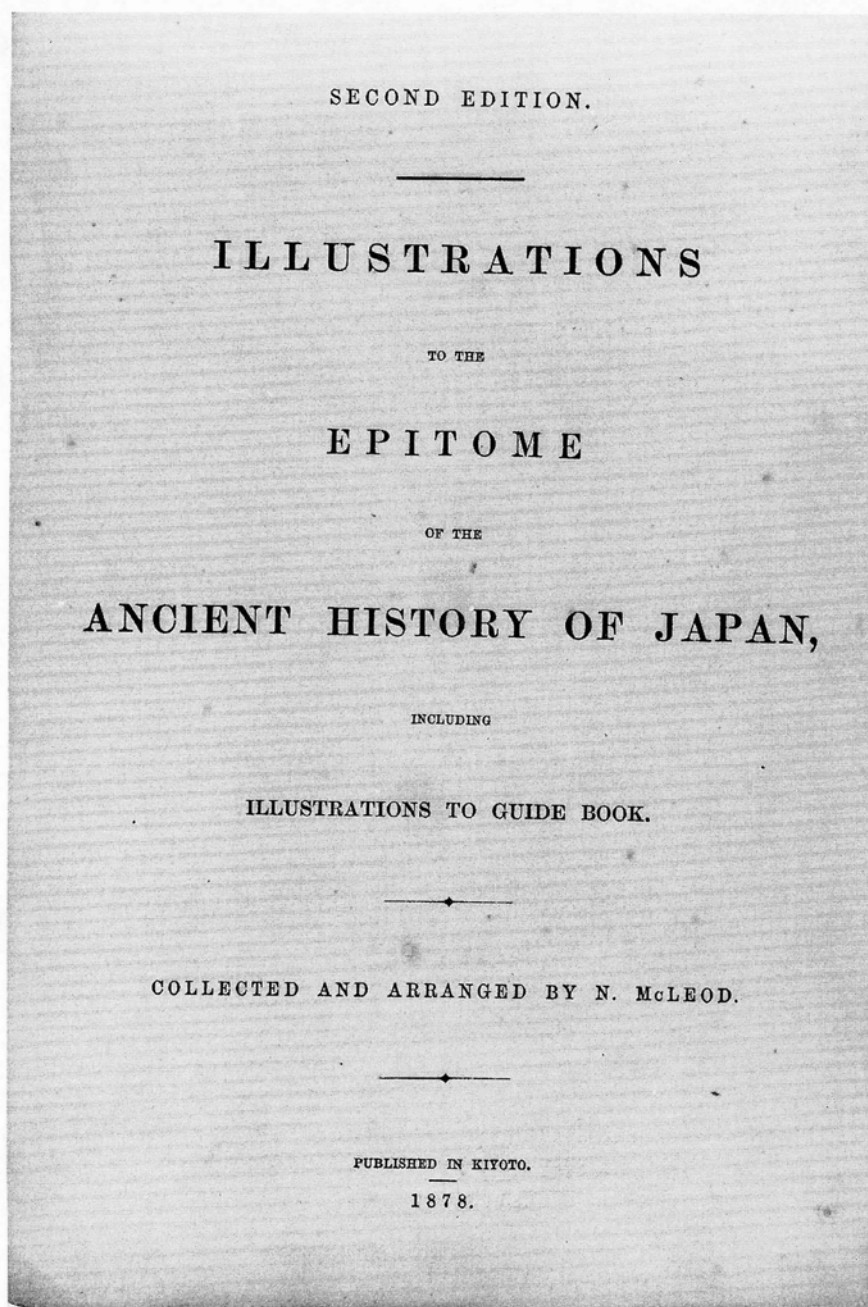 SECOND EDITION.
ILLUSTRATIONS
TO THE
EPITOME
OF THE
ANCIENT HISTORY OF JAPAN,
INCLUDING
ILLUSTRATIONS TO GUIDE BOOK.
COLLECTED AND ARRANGED BY N. McLEOD.
PUBLISHED IN KIYOTO.
1878.